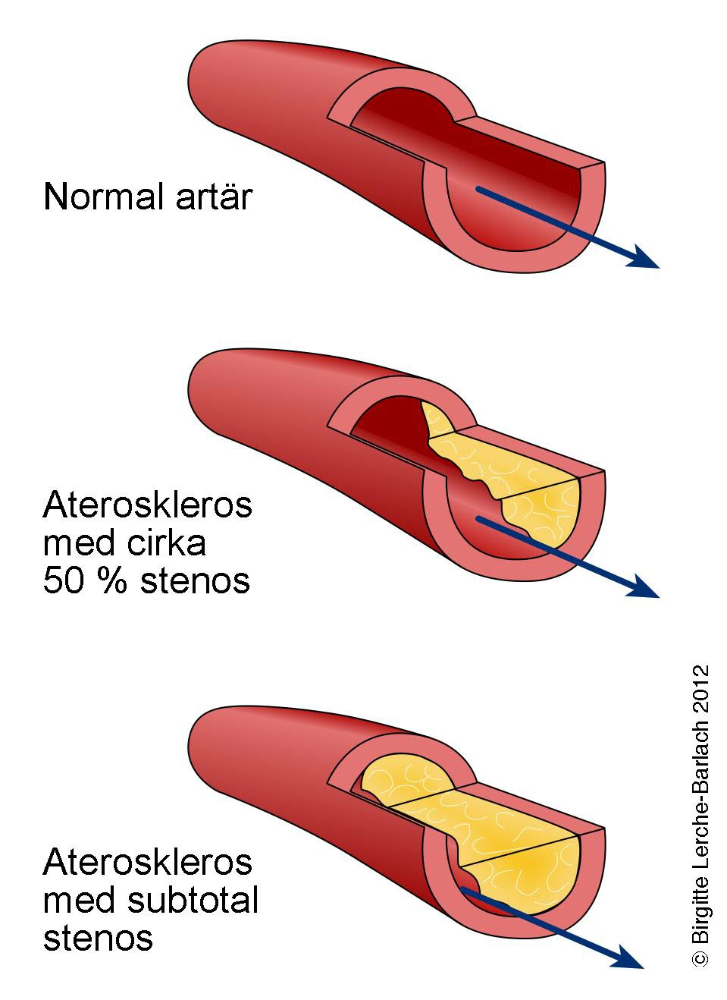 Normal artär
Ateroskleros
med cirka
50 % stenos
Ateroskleros
med subtotal
stenos
© Birgitte Lerche-Barlach 2012